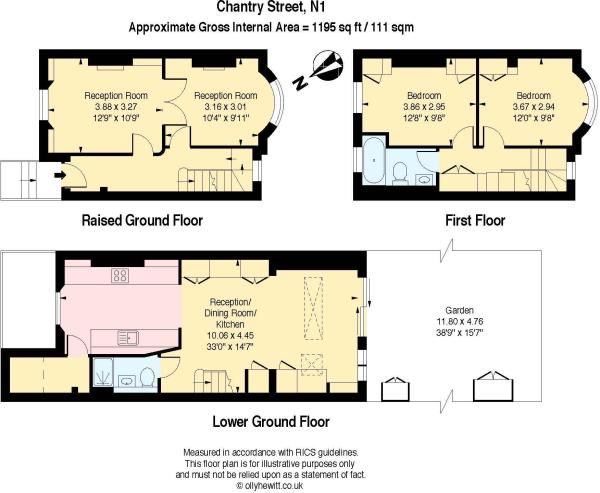 Chantry Street, N1
Approximate Gross Internal Area = 1195 sq ft / 111 sqm
N
Reception Room
3.88 x 3.27
12'9" x 10'9"
Reception Room
3.16 x 3.01
10'4" x 9'11"
Bedroom
3.86 x 2.95
12'8" x 9'8"
Bedroom
3.67 x 2.94
12'0" x 9'8"
Raised Ground Floor
First Floor
Reception/
Dining Room/
Kitchen
10.06 x 4.45
33'0" x 14'7"
Garden
11.80 x 4.76
38'9" x 15'7"
Lower Ground Floor
Measured in accordance with RICS guidelines.
This floor plan is for illustrative purposes only
and must not be relied upon as a statement of fact.
© ollyhewitt.co.uk